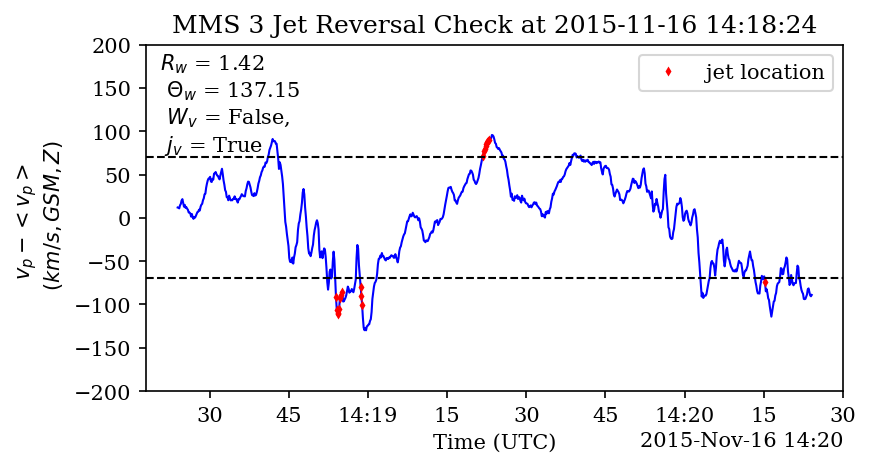 MMS 3 Jet Reversal Check at 2015-11-16 14:18:24
200
150
100
50
0
−50
−100
−150
−200
v_p − < v_p >
(km/s, GSM, Z)
R_w = 1.42
Θ_w = 137.15
W_v = False,
j_v = True
jet location
30 45 14:19 15 30 45 14:20 15 30
Time (UTC)
2015-Nov-16 14:20